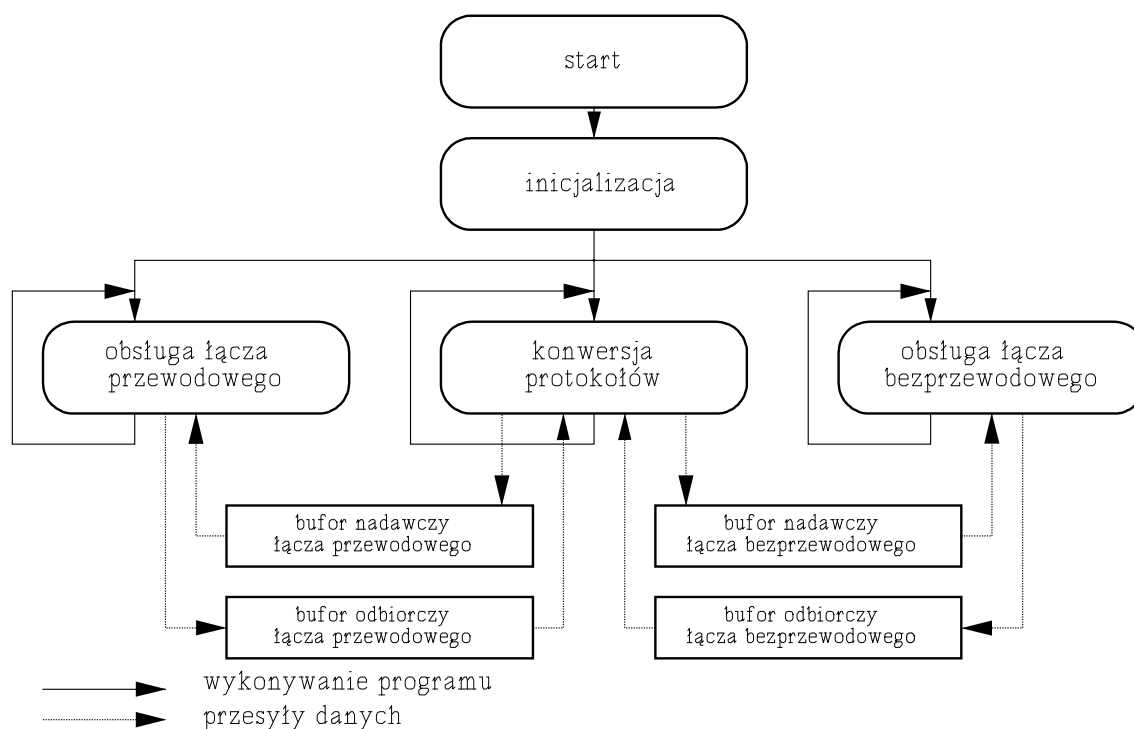 start
inicjalizacja
obsługa łącza
przewodowego
konwersja
protokołów
obsługa łącza
bezprzewodowego
bufor nadawczy
łącza przewodowego
bufor nadawczy
łącza bezprzewodowego
bufor odbiorczy
łącza przewodowego
bufor odbiorczy
łącza bezprzewodowego
wykonywanie programu
przesyły danych